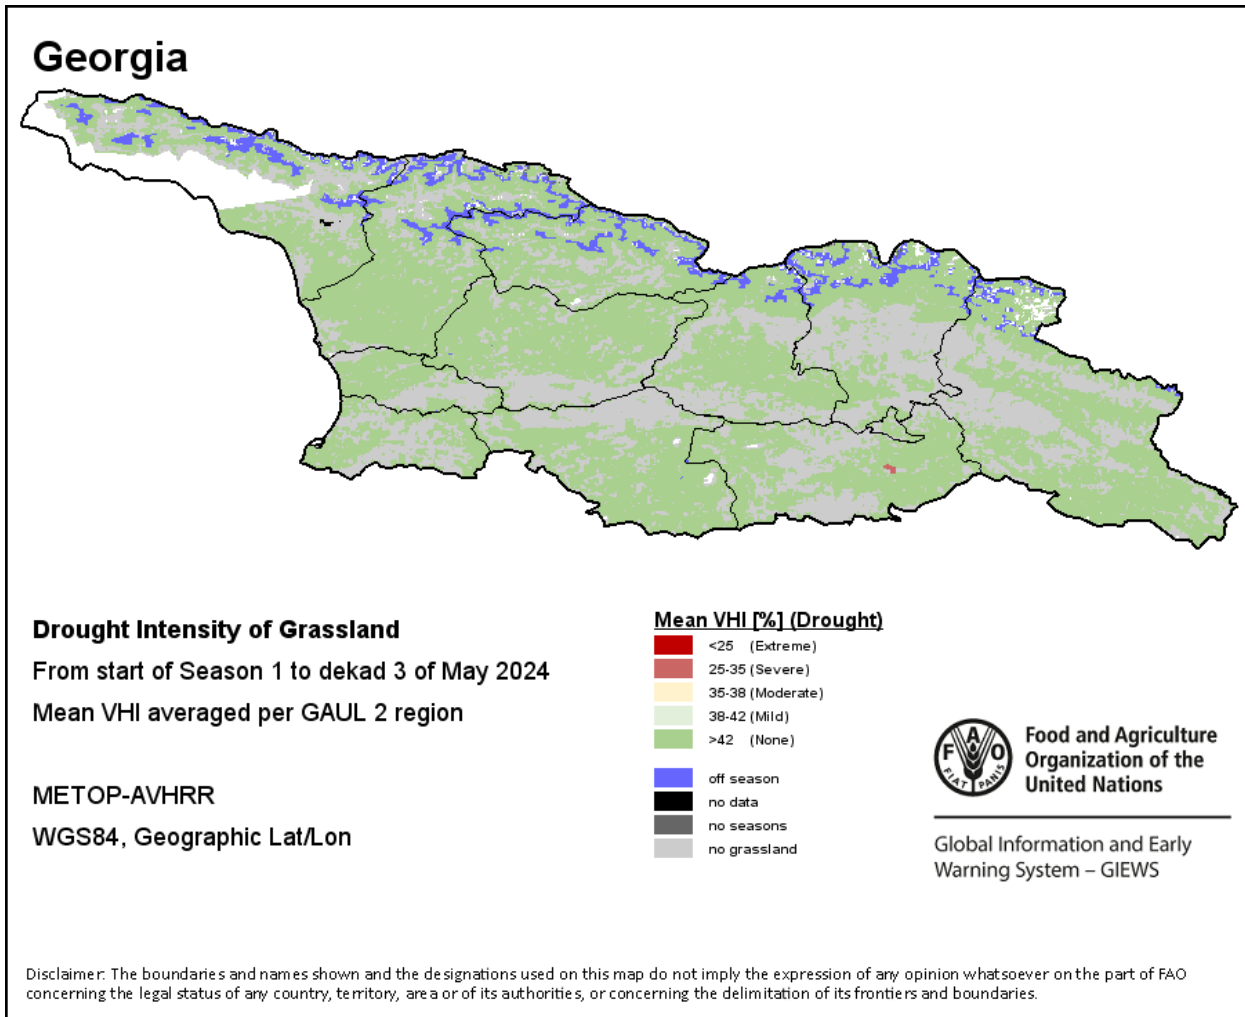 Georgia
Drought Intensity of Grassland
From start of Season 1 to dekad 3 of May 2024
Mean VHI averaged per GAUL 2 region
METOP-AVHRR
WGS84, Geographic Lat/Lon
Mean VHI [%] (Drought)
<25 (Extreme)
25-35 (Severe)
35-38 (Moderate)
38-42 (Mild)
>42 (None)
off season
no data
no seasons
no grassland
F A O
FIAT PANIS
Food and Agriculture
Organization of the
United Nations
Global Information and Early
Warning System – GIEWS
Disclaimer: The boundaries and names shown and the designations used on this map do not imply the expression of any opinion whatsoever on the part of FAO
concerning the legal status of any country, territory, area or of its authorities, or concerning the delimitation of its frontiers and boundaries.